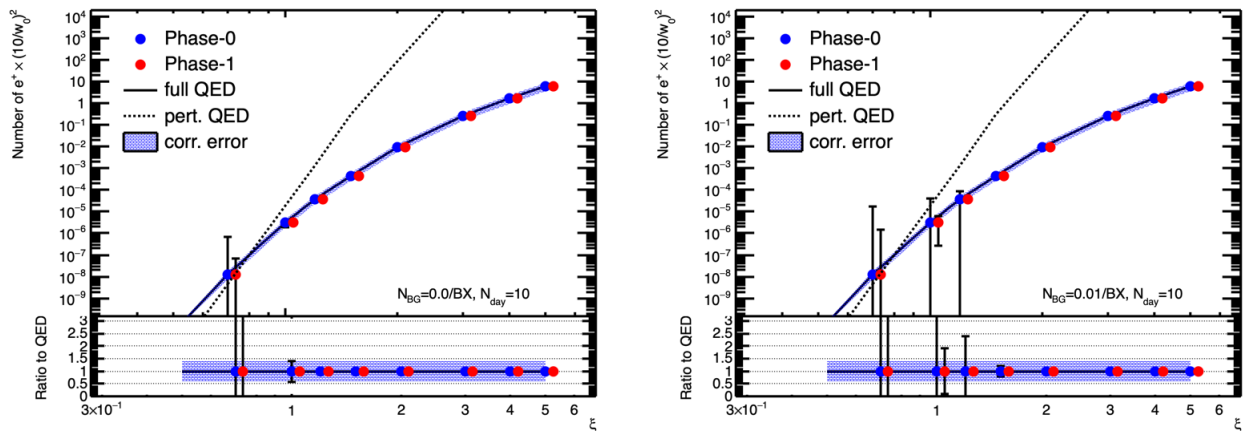 Number of e⁺ × (10/w₀)²
10⁴
10³
10²
10
1
10⁻¹
10⁻²
10⁻³
10⁻⁴
10⁻⁵
10⁻⁶
10⁻⁷
10⁻⁸
10⁻⁹
Phase-0
Phase-1
full QED
pert. QED
corr. error
N_BG=0.0/BX, N_day=10
Ratio to QED
3
2.5
2
1.5
1
0.5
0
3×10⁻¹ 1 2 3 4 5 6
ξ
Number of e⁺ × (10/w₀)²
10⁴
10³
10²
10
1
10⁻¹
10⁻²
10⁻³
10⁻⁴
10⁻⁵
10⁻⁶
10⁻⁷
10⁻⁸
10⁻⁹
Phase-0
Phase-1
full QED
pert. QED
corr. error
N_BG=0.01/BX, N_day=10
Ratio to QED
3
2.5
2
1.5
1
0.5
0
3×10⁻¹ 1 2 3 4 5 6
ξ